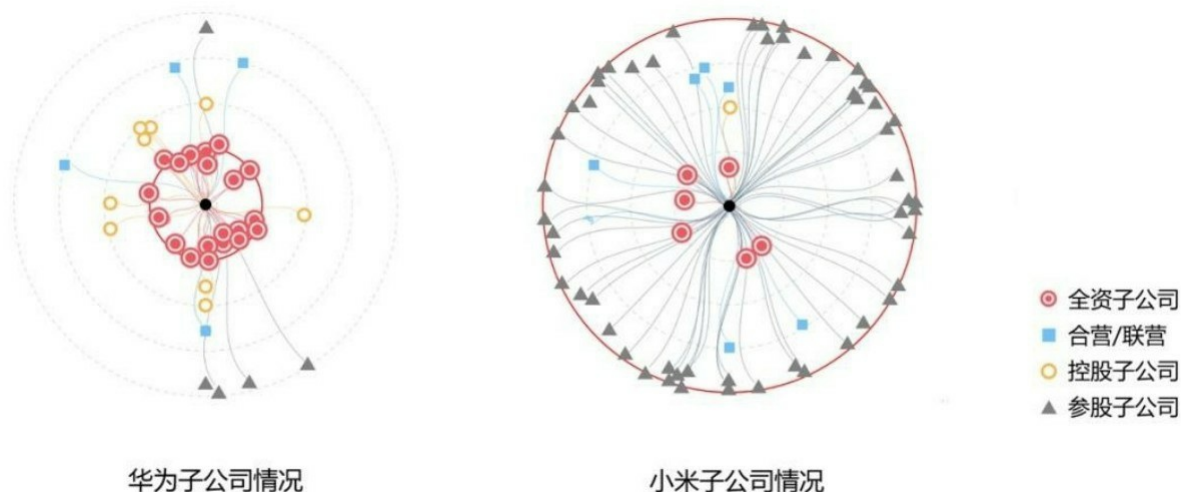 全资子公司
合营/联营
控股子公司
参股子公司
华为子公司情况
小米子公司情况